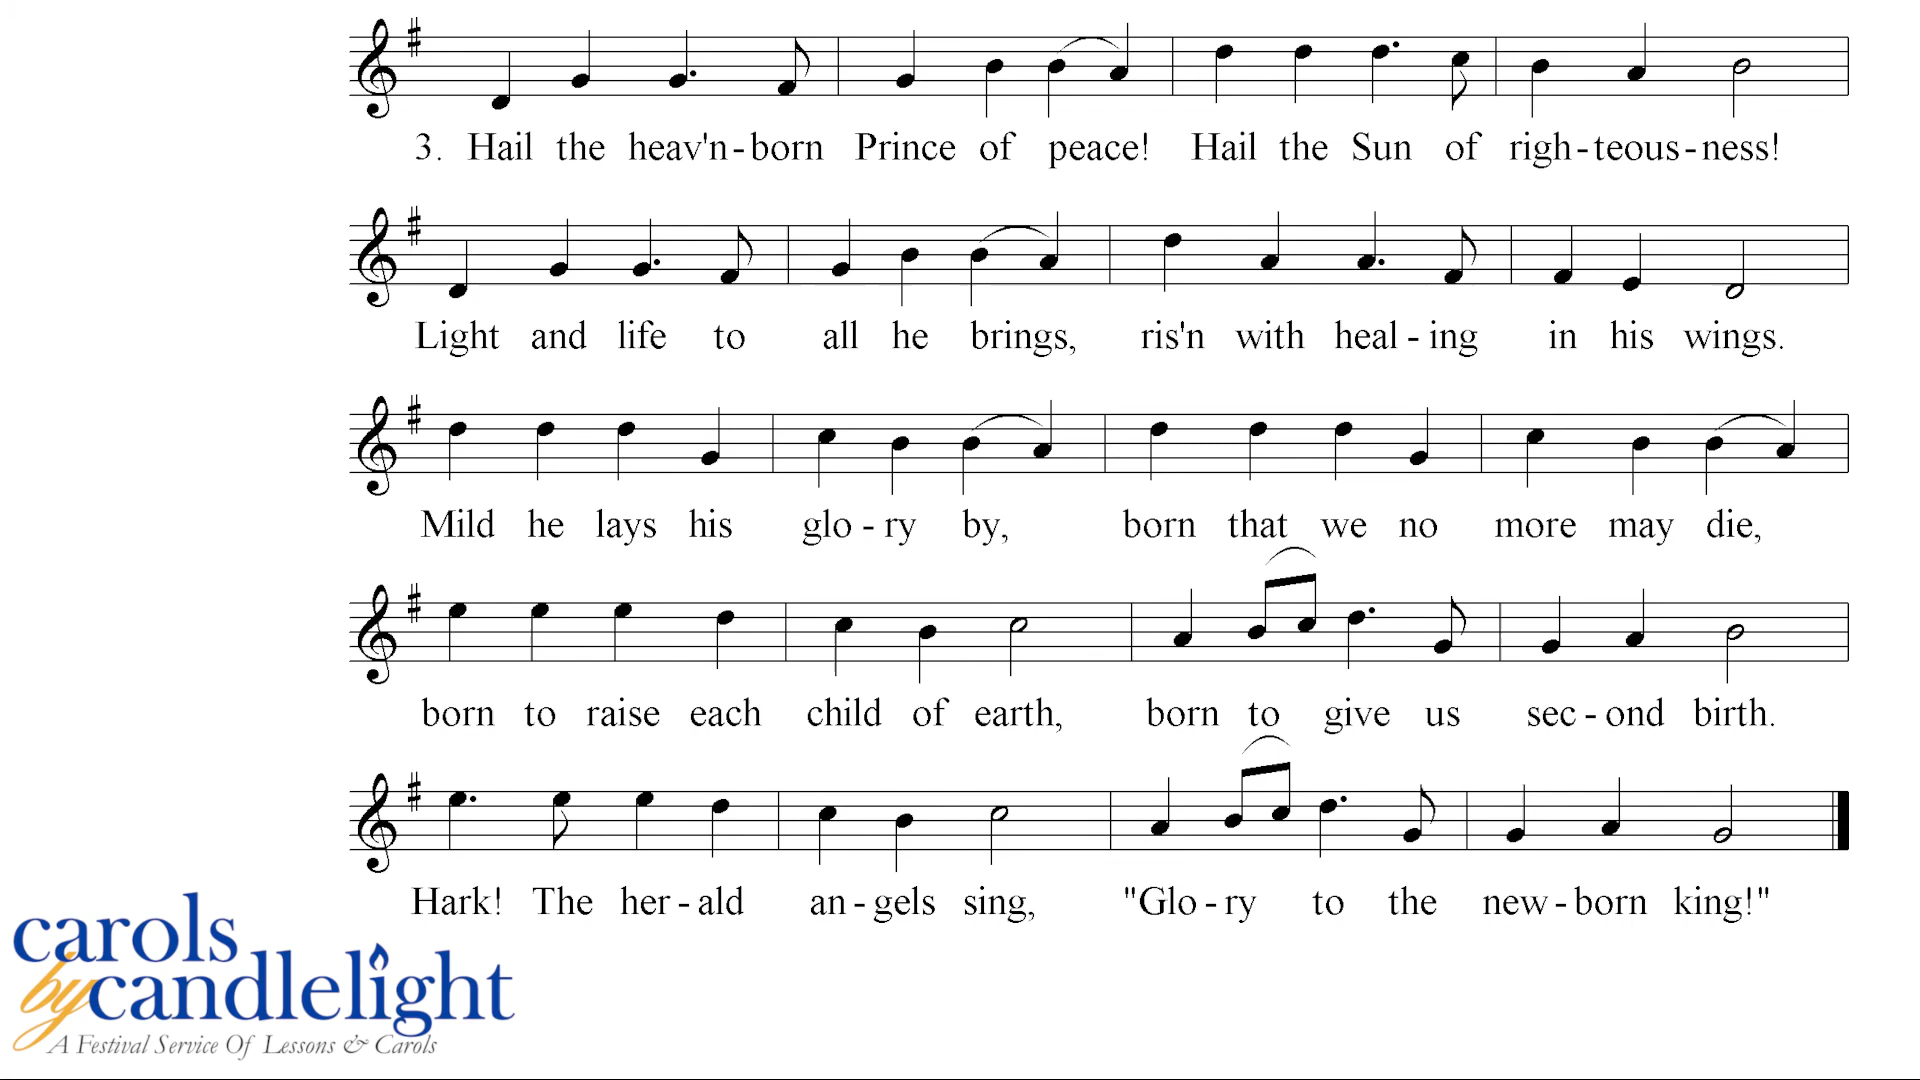 3. Hail the heav'n-born Prince of peace! Hail the Sun of righ-teous-ness!
Light and life to all he brings, ris'n with heal-ing in his wings.
Mild he lays his glo-ry by, born that we no more may die,
born to raise each child of earth, born to give us sec-ond birth.
Hark! The her-ald an-gels sing, "Glo-ry to the new-born king!"
carols
by candlelight
A Festival Service Of Lessons & Carols